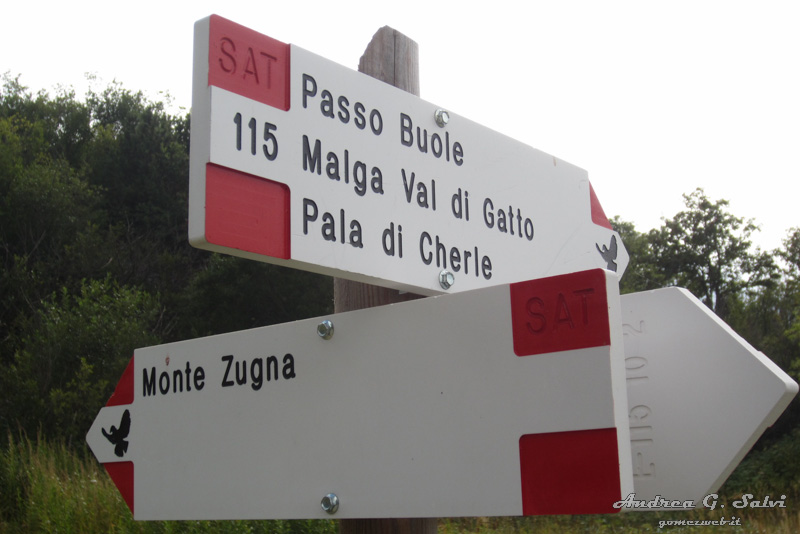 SAT
Passo Buole
115
Malga Val di Gatto
Pala di Cherle
SAT
Monte Zugna
Andrea G. Salvi
gomezweb.it